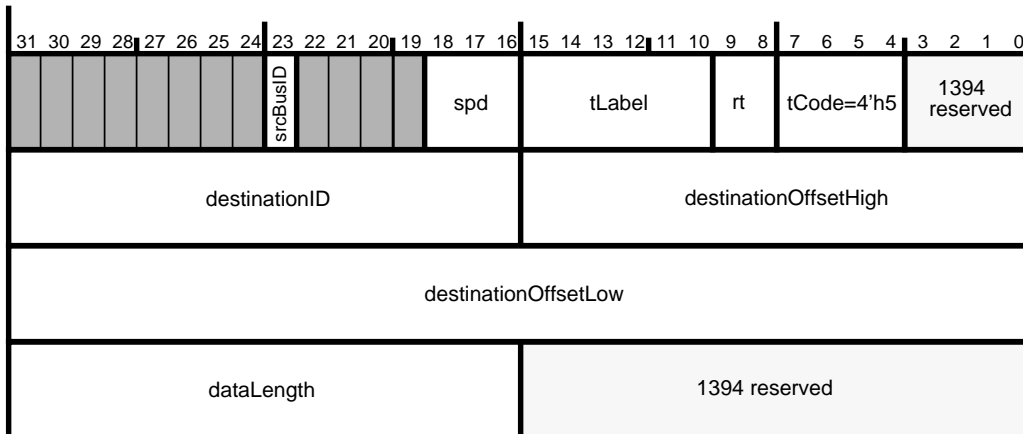 31 30 29 28 27 26 25 24 23 22 21 20 19 18 17 16 15 14 13 12 11 10 9 8 7 6 5 4 3 2 1 0
srcBusID spd tLabel rt tCode=4'h5 1394
reserved
destinationID destinationOffsetHigh
destinationOffsetLow
dataLength 1394 reserved